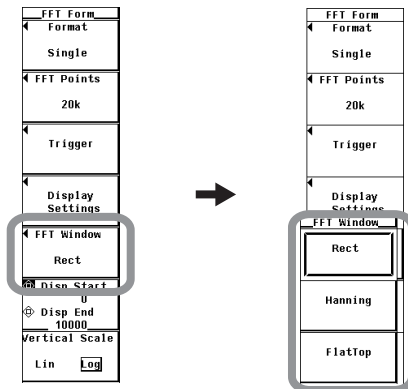 FFT Form
Format
Single
FFT Points
20k
Trigger
Display
Settings
FFT Window
Rect
Disp Start
0
Disp End
10000
Vertical Scale
Lin Log
FFT Form
Format
Single
FFT Points
20k
Trigger
Display
Settings
FFT Window
Rect
Hanning
FlatTop